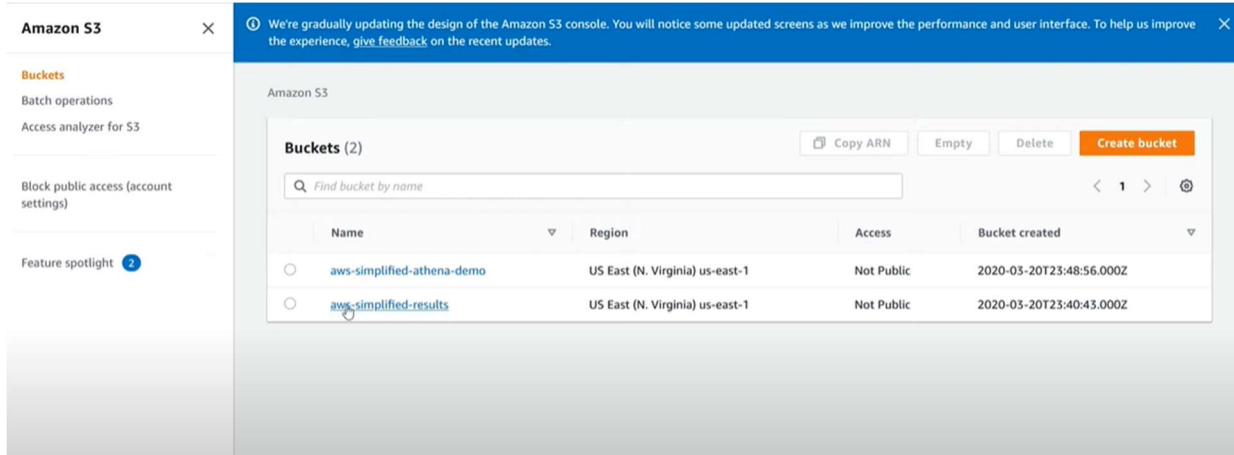 Amazon S3
Buckets
Batch operations
Access analyzer for S3
Block public access (account
settings)
Feature spotlight 2
We're gradually updating the design of the Amazon S3 console. You will notice some updated screens as we improve the performance and user interface. To help us improve
the experience, give feedback on the recent updates.
Amazon S3
Buckets (2)
Copy ARN Empty Delete Create bucket
Find bucket by name
1
Name Region Access Bucket created
aws-simplified-athena-demo US East (N. Virginia) us-east-1 Not Public 2020-03-20T23:48:56.000Z
aws-simplified-results US East (N. Virginia) us-east-1 Not Public 2020-03-20T23:40:43.000Z